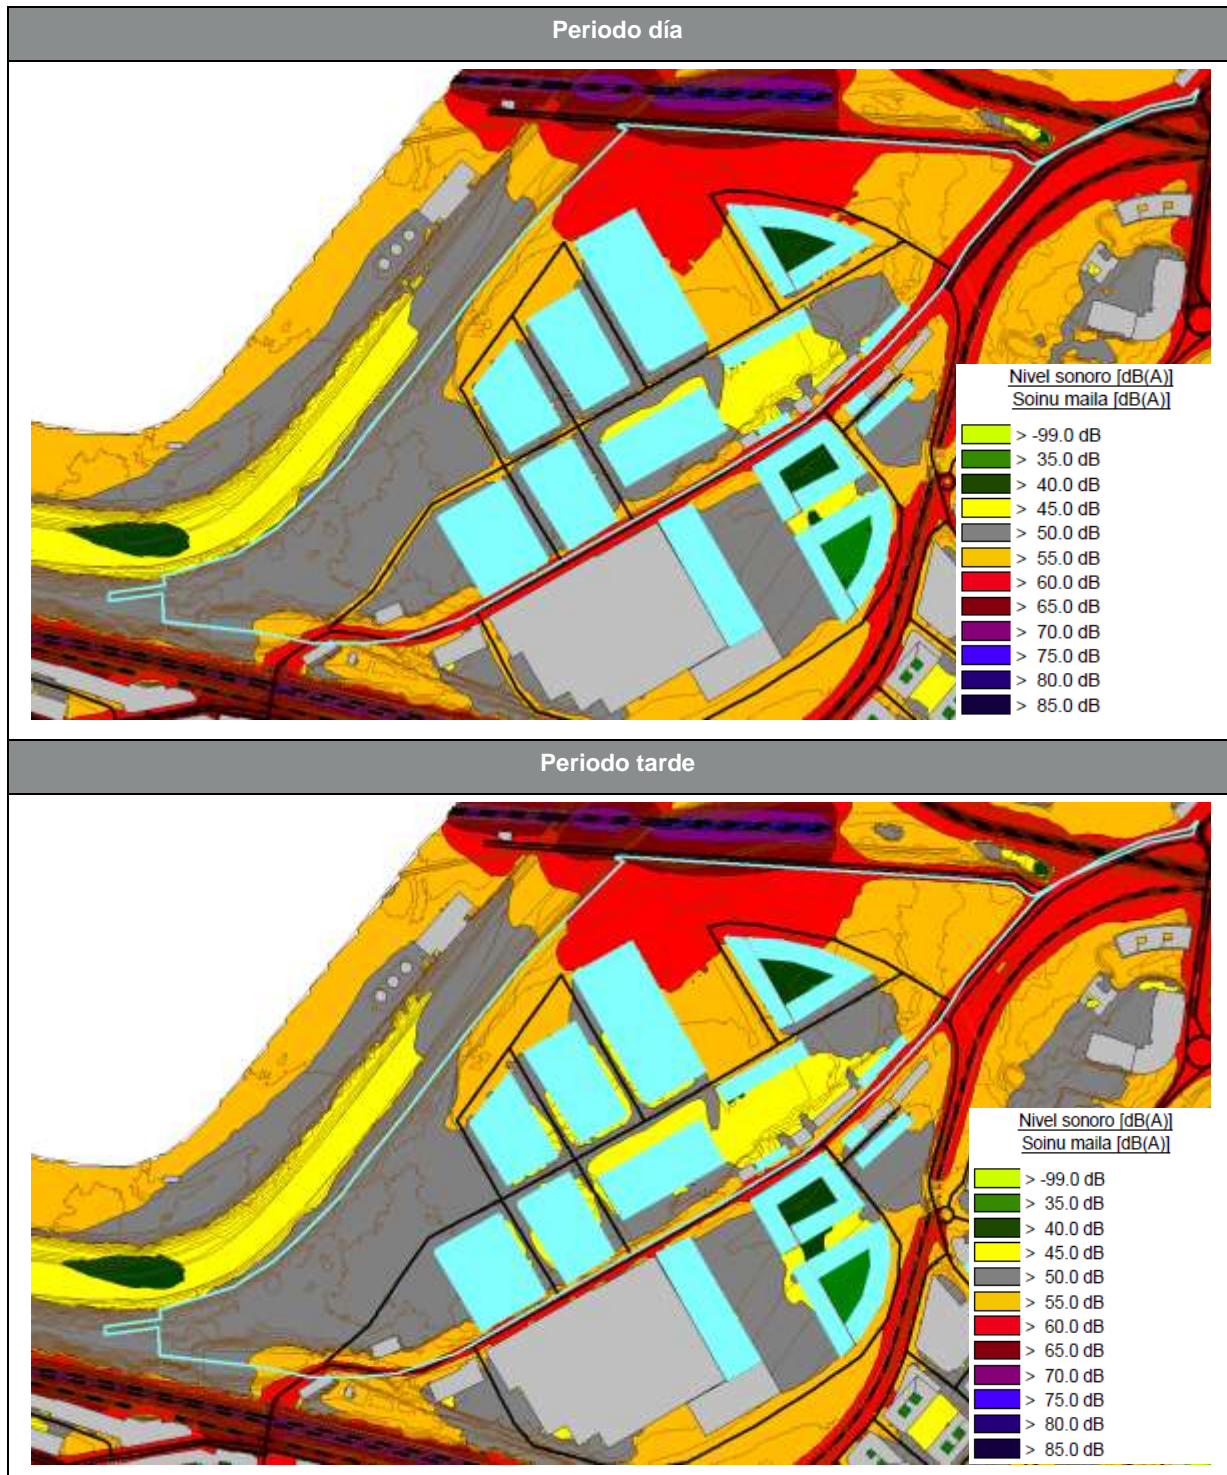 Periodo día
Nivel sonoro [dB(A)]
Soinu maila [dB(A)]
> -99.0 dB
> 35.0 dB
> 40.0 dB
> 45.0 dB
> 50.0 dB
> 55.0 dB
> 60.0 dB
> 65.0 dB
> 70.0 dB
> 75.0 dB
> 80.0 dB
> 85.0 dB
Periodo tarde
Nivel sonoro [dB(A)]
Soinu maila [dB(A)]
> -99.0 dB
> 35.0 dB
> 40.0 dB
> 45.0 dB
> 50.0 dB
> 55.0 dB
> 60.0 dB
> 65.0 dB
> 70.0 dB
> 75.0 dB
> 80.0 dB
> 85.0 dB